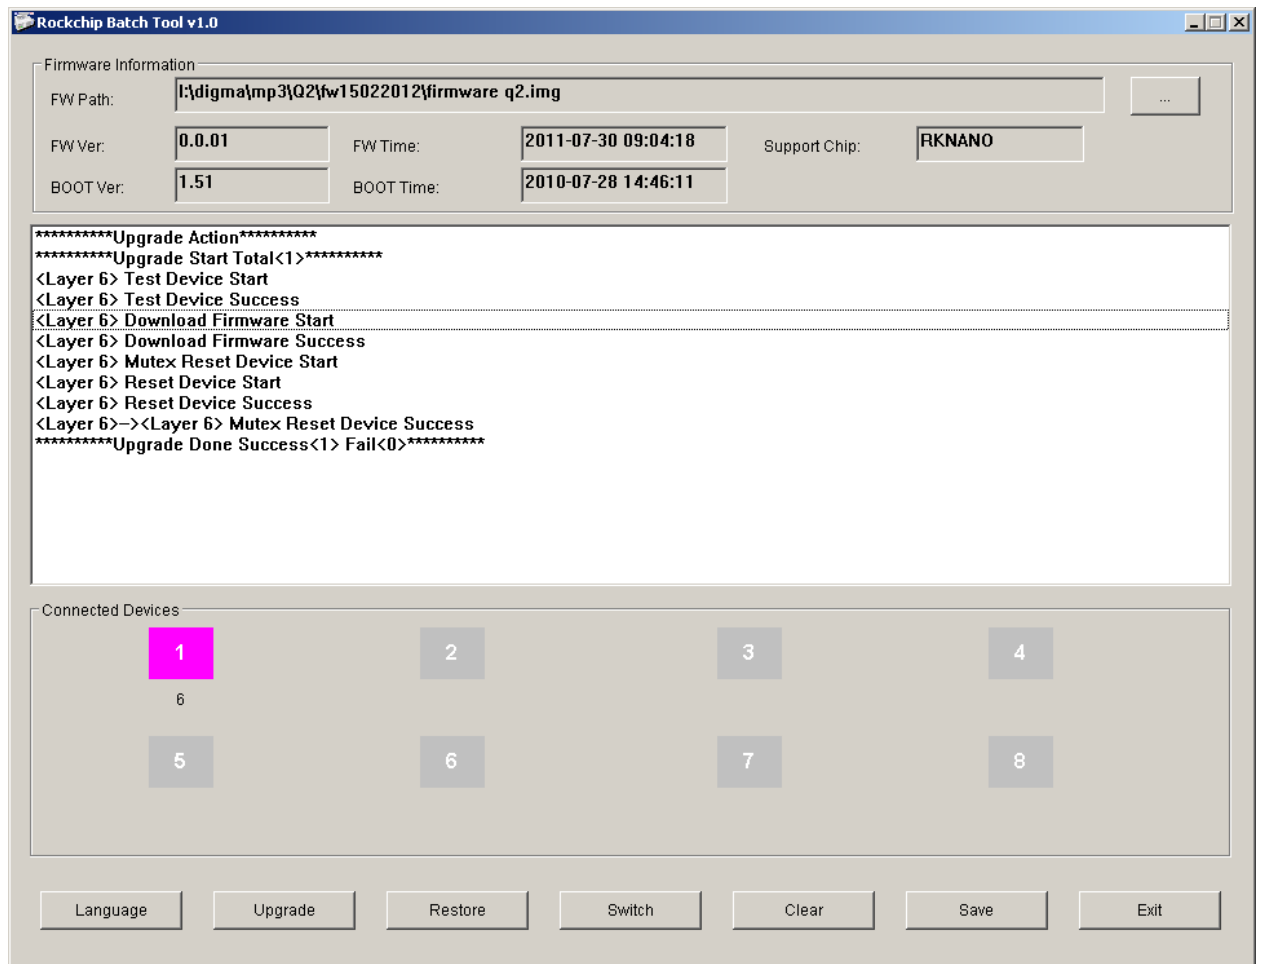 Rockchip Batch Tool v1.0
Firmware Information
FW Path: I:\digma\mp3\Q2\fw15022012\firmware q2.img ...
FW Ver: 0.0.01 FW Time: 2011-07-30 09:04:18 Support Chip: RKNANO
BOOT Ver: 1.51 BOOT Time: 2010-07-28 14:46:11
**********Upgrade Action**********
**********Upgrade Start Total<1>**********
<Layer 6> Test Device Start
<Layer 6> Test Device Success
<Layer 6> Download Firmware Start
<Layer 6> Download Firmware Success
<Layer 6> Mutex Reset Device Start
<Layer 6> Reset Device Start
<Layer 6> Reset Device Success
<Layer 6>--><Layer 6> Mutex Reset Device Success
**********Upgrade Done Success<1> Fail<0>**********
Connected Devices
1 2 3 4
6
5 6 7 8
Language Upgrade Restore Switch Clear Save Exit